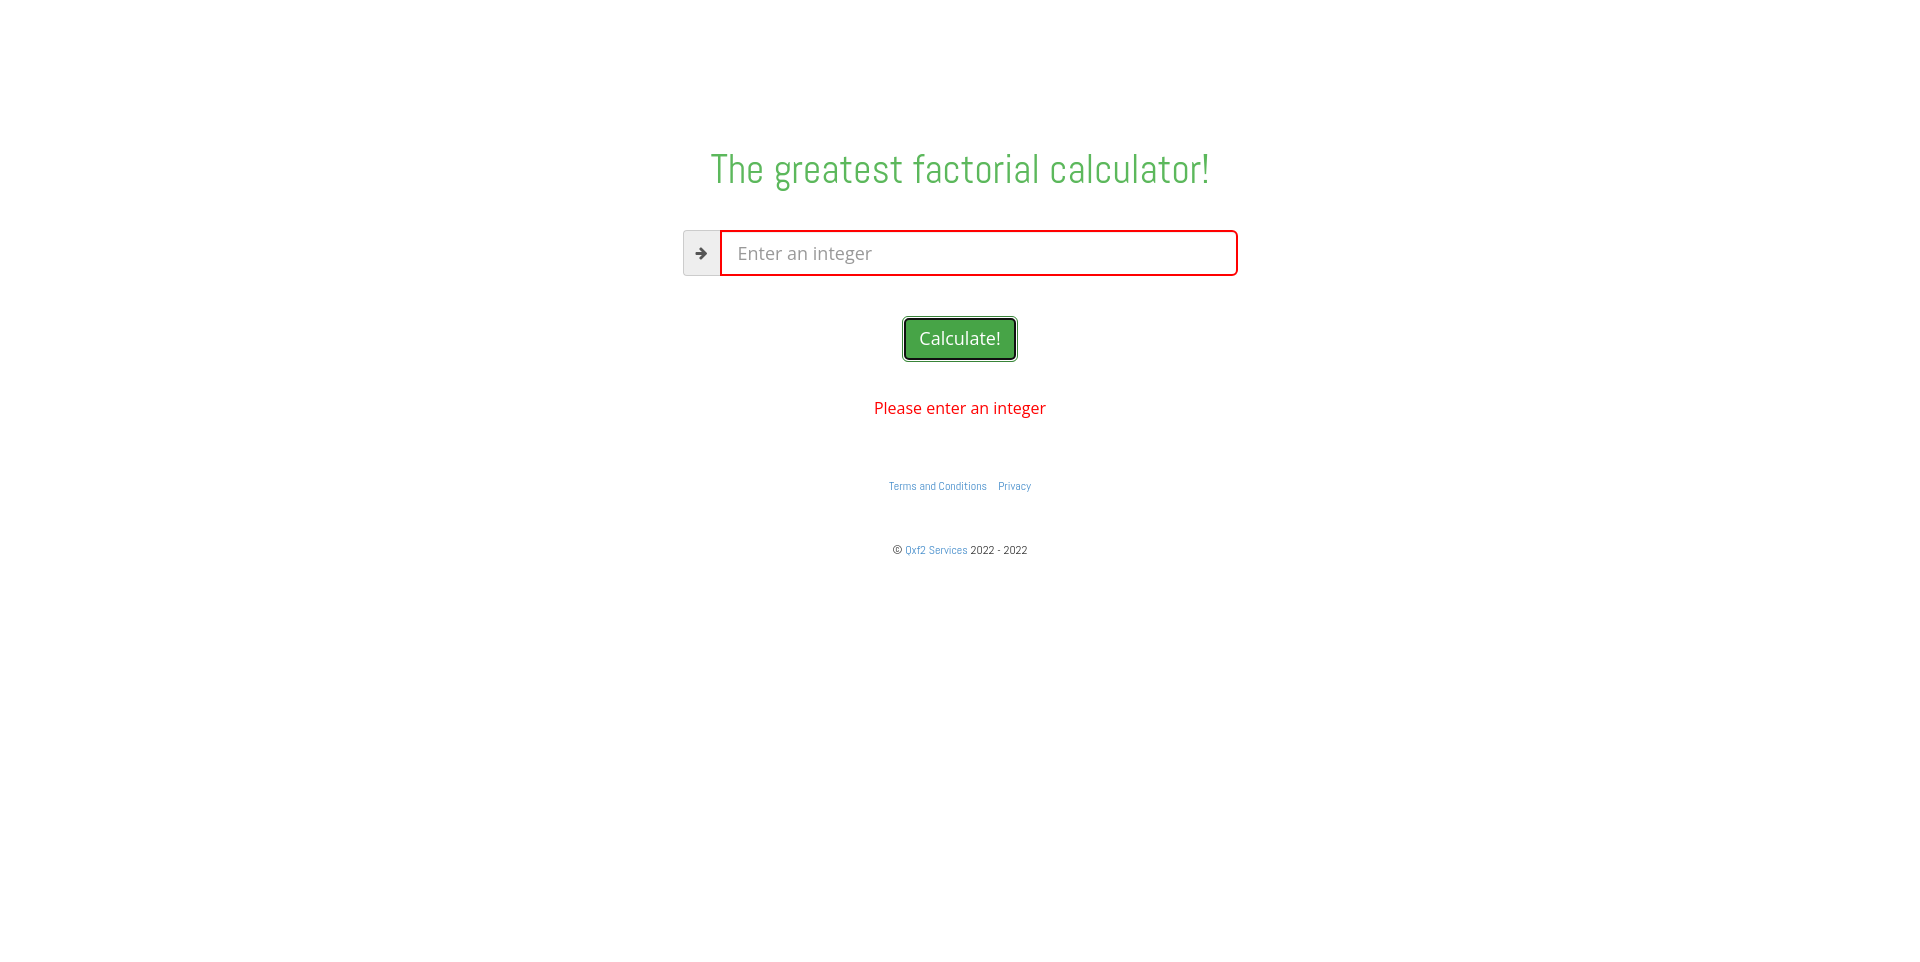 The greatest factorial calculator!
Enter an integer
Calculate!
Please enter an integer
Terms and Conditions Privacy
© Qxf2 Services 2022 - 2022